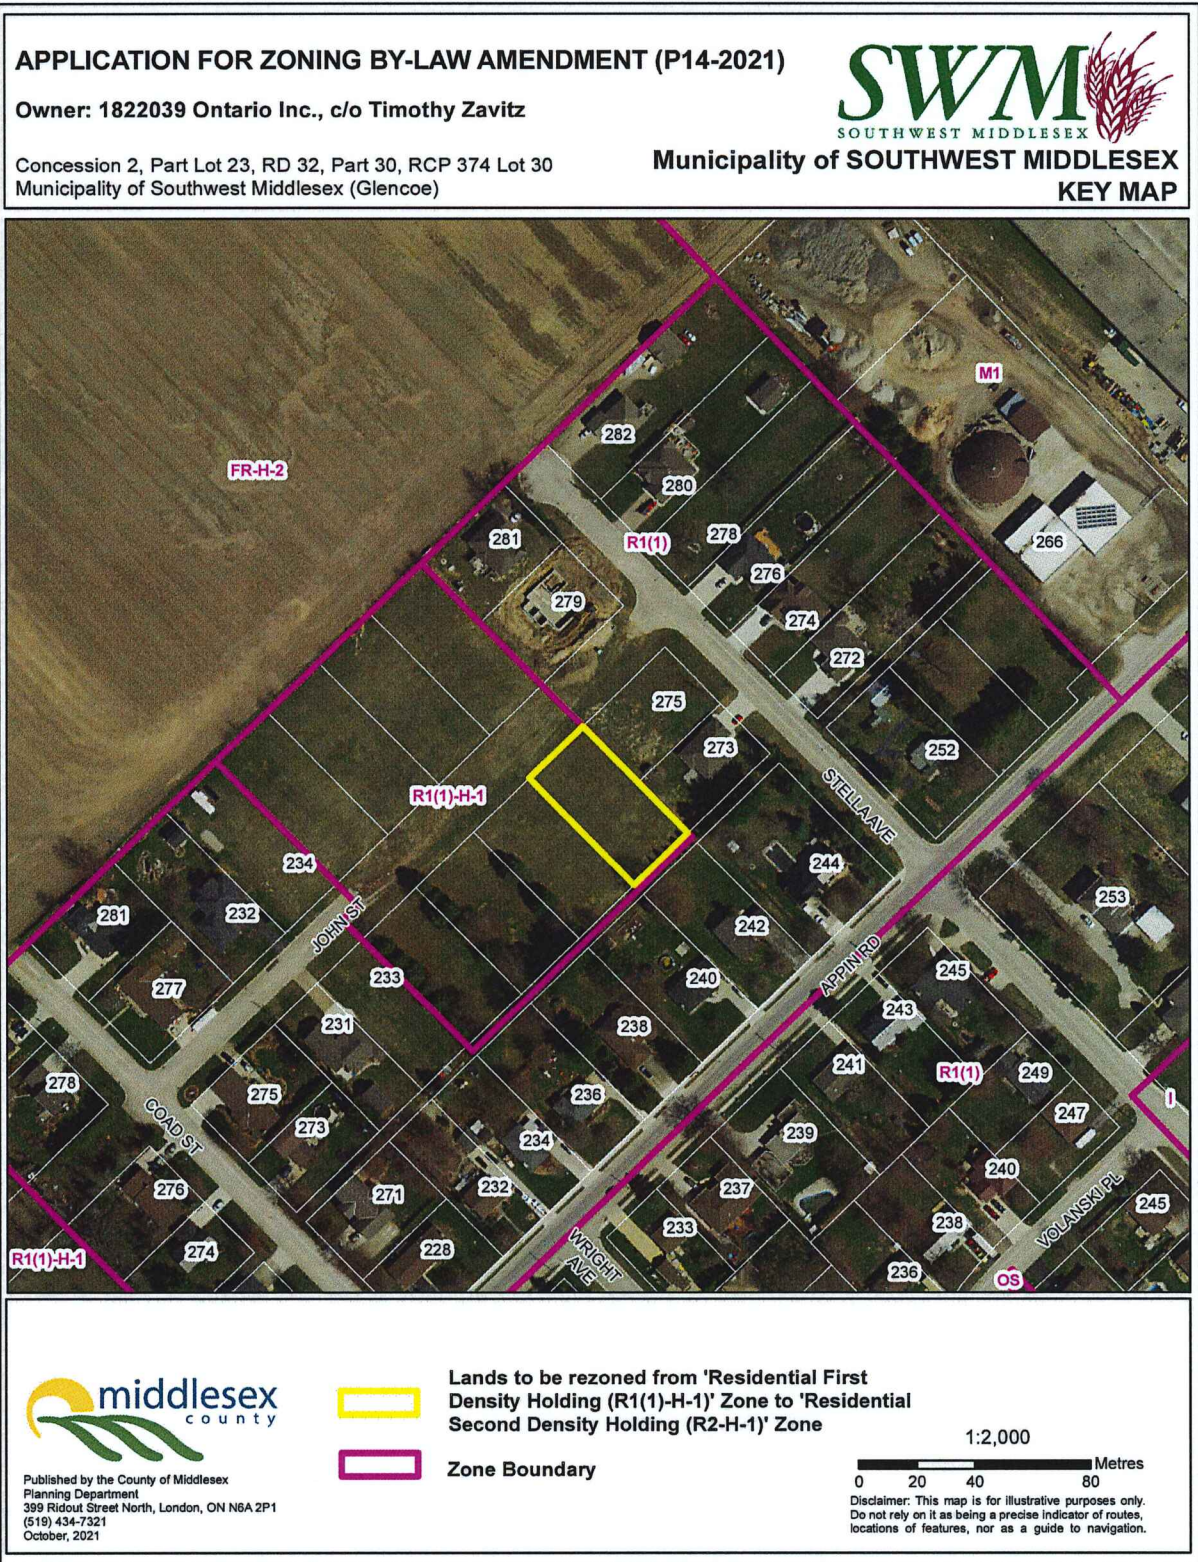 APPLICATION FOR ZONING BY-LAW AMENDMENT (P14-2021)
Owner: 1822039 Ontario Inc., c/o Timothy Zavitz
Concession 2, Part Lot 23, RD 32, Part 30, RCP 374 Lot 30
Municipality of Southwest Middlesex (Glencoe)
SWM
SOUTHWEST MIDDLESEX
Municipality of SOUTHWEST MIDDLESEX
KEY MAP
M1
282
FR-H-2
280
278
281
R1(1)
266
276
279
274
272
275
273
252
R1(1)-H-1
STELLA AVE
234
244
253
281
232
JOHN ST
242
APPIN RD
245
277
233
240
243
231
238
241
R1(1)
249
278
275
236
I
COAD ST
273
247
234
239
240
276
271
232
237
VOLANSKI PL
245
233
238
R1(1)-H-1
274
228
WRIGHT
AVE
236
OS
middlesex
county
Published by the County of Middlesex
Planning Department
399 Ridout Street North, London, ON N6A 2P1
(519) 434-7321
October, 2021
Lands to be rezoned from 'Residential First
Density Holding (R1(1)-H-1)' Zone to 'Residential
Second Density Holding (R2-H-1)' Zone
Zone Boundary
1:2,000
Metres
0 20 40 80
Disclaimer: This map is for illustrative purposes only.
Do not rely on it as being a precise indicator of routes,
locations of features, nor as a guide to navigation.